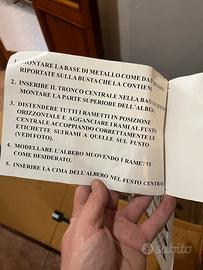 1. MONTARE LA BASE DI METALLO COME DA
RIPORTATE SULLA BUSTA CHE LA CONTIENE
2. INSERIRE IL TRONCO CENTRALE NELLA BA
MONTARE LA PARTE SUPERIORE DELL'ALBERO
3. DISTENDERE TUTTI I RAMETTI IN POSIZIONE
ORIZZONTALE E AGGANCIARE I RAMI AL FUSTO
CENTRALE ACCOPPIANDO CORRETTAMENTE LE
ETICHETTE SUI RAMI A QUELLE SUL FUSTO
(VEDI FOTO).
4. MODELLARE L'ALBERO MUOVENDO I RAMETTI
COME DESIDERATO.
5. INSERIRE LA CIMA DELL'ALBERO NEL FUSTO CENTRA
subito